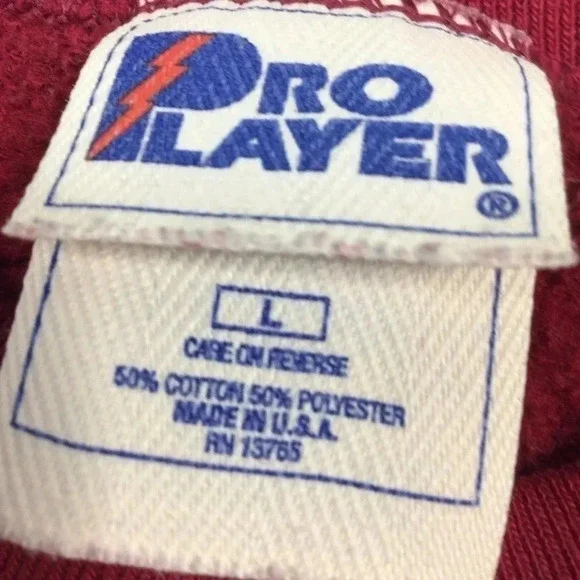 PRO
PLAYER
®
L
CARE ON REVERSE
50% COTTON 50% POLYESTER
MADE IN U.S.A.
RN 13765